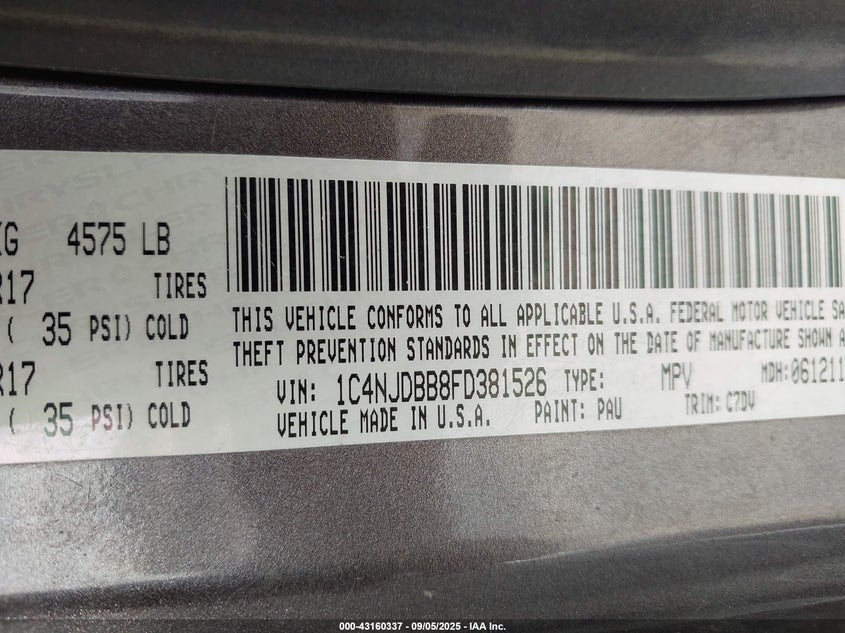 KG 4575 LB
R17 TIRES
( 35 PSI) COLD
R17
( 35 PSI) COLD
THIS VEHICLE CONFORMS TO ALL APPLICABLE U.S.A. FEDERAL MOTOR VEHICLE SA
THEFT PREVENTION STANDARDS IN EFFECT ON THE DATE OF MANUFACTURE SHOWN A
VIN: 1C4NJDBB8FD381526 TYPE: MPV MDH: 061211
VEHICLE MADE IN U.S.A. PAINT: PAU TRIM: C7DV
CHRYSLER
000-43160337 - 09/05/2025 - IAA Inc.